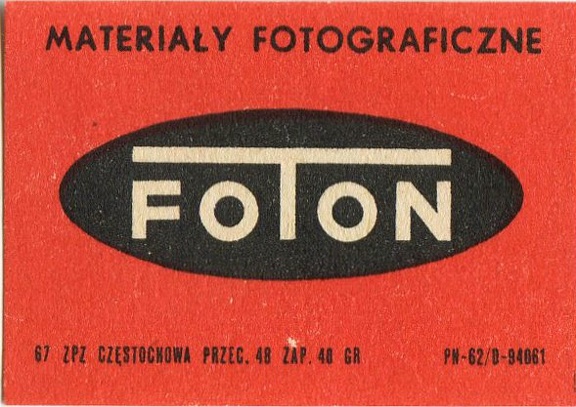 MATERIAŁY FOTOGRAFICZNE
FOTON
67 ZPZ CZĘSTOCHOWA PRZEC. 48 ZAP. 40 GR PN-62/D-94061